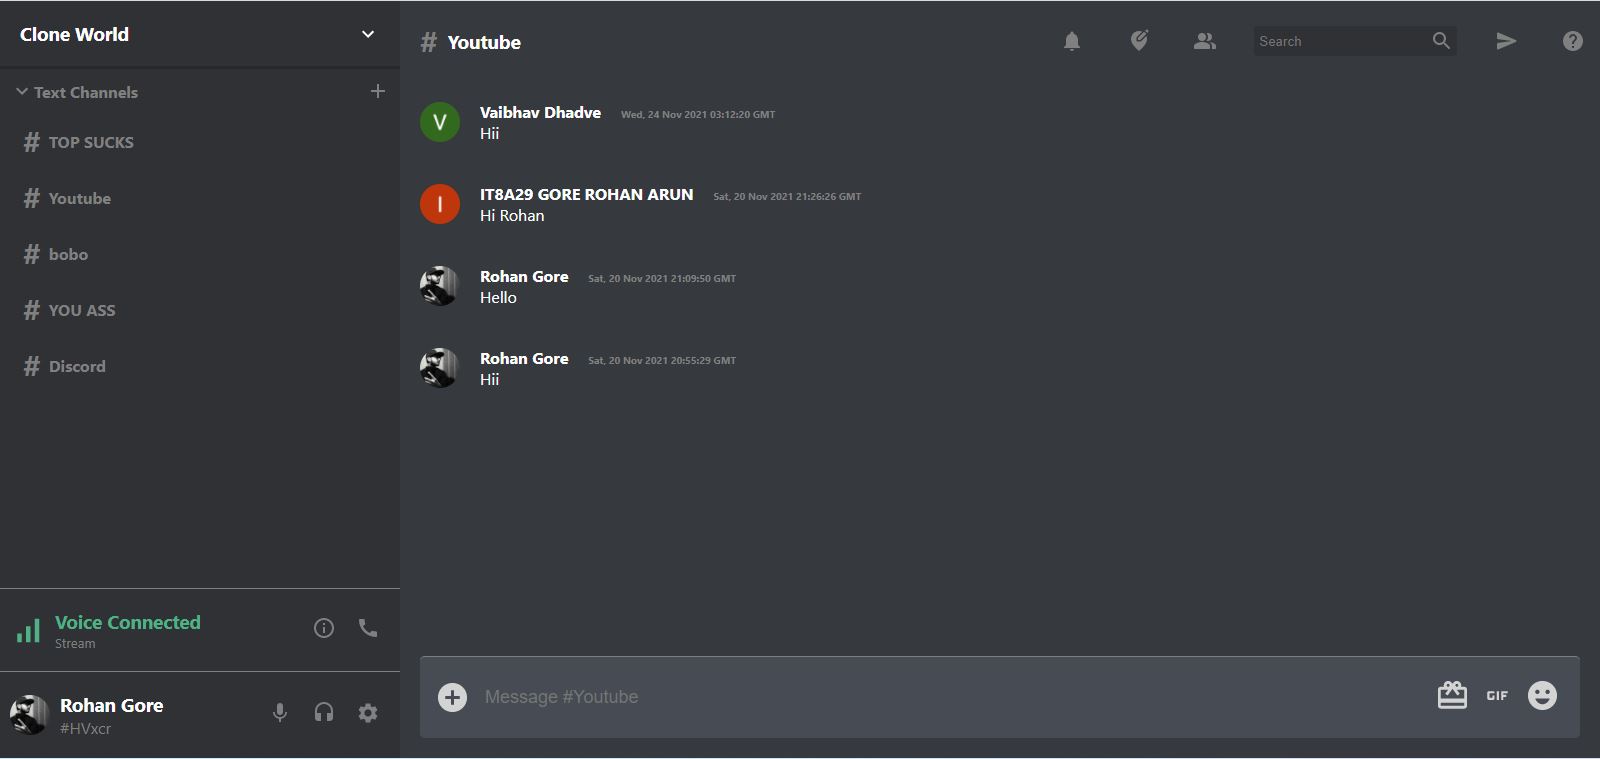 Clone World
Text Channels
# TOP SUCKS
# Youtube
# bobo
# YOU ASS
# Discord
Voice Connected
Stream
Rohan Gore
#HVxcr
# Youtube
Search
Vaibhav Dhadve Wed, 24 Nov 2021 03:12:20 GMT
Hii
IT8A29 GORE ROHAN ARUN Sat, 20 Nov 2021 21:26:26 GMT
Hi Rohan
Rohan Gore Sat, 20 Nov 2021 21:09:50 GMT
Hello
Rohan Gore Sat, 20 Nov 2021 20:55:29 GMT
Hii
Message #Youtube
GIF
V
I